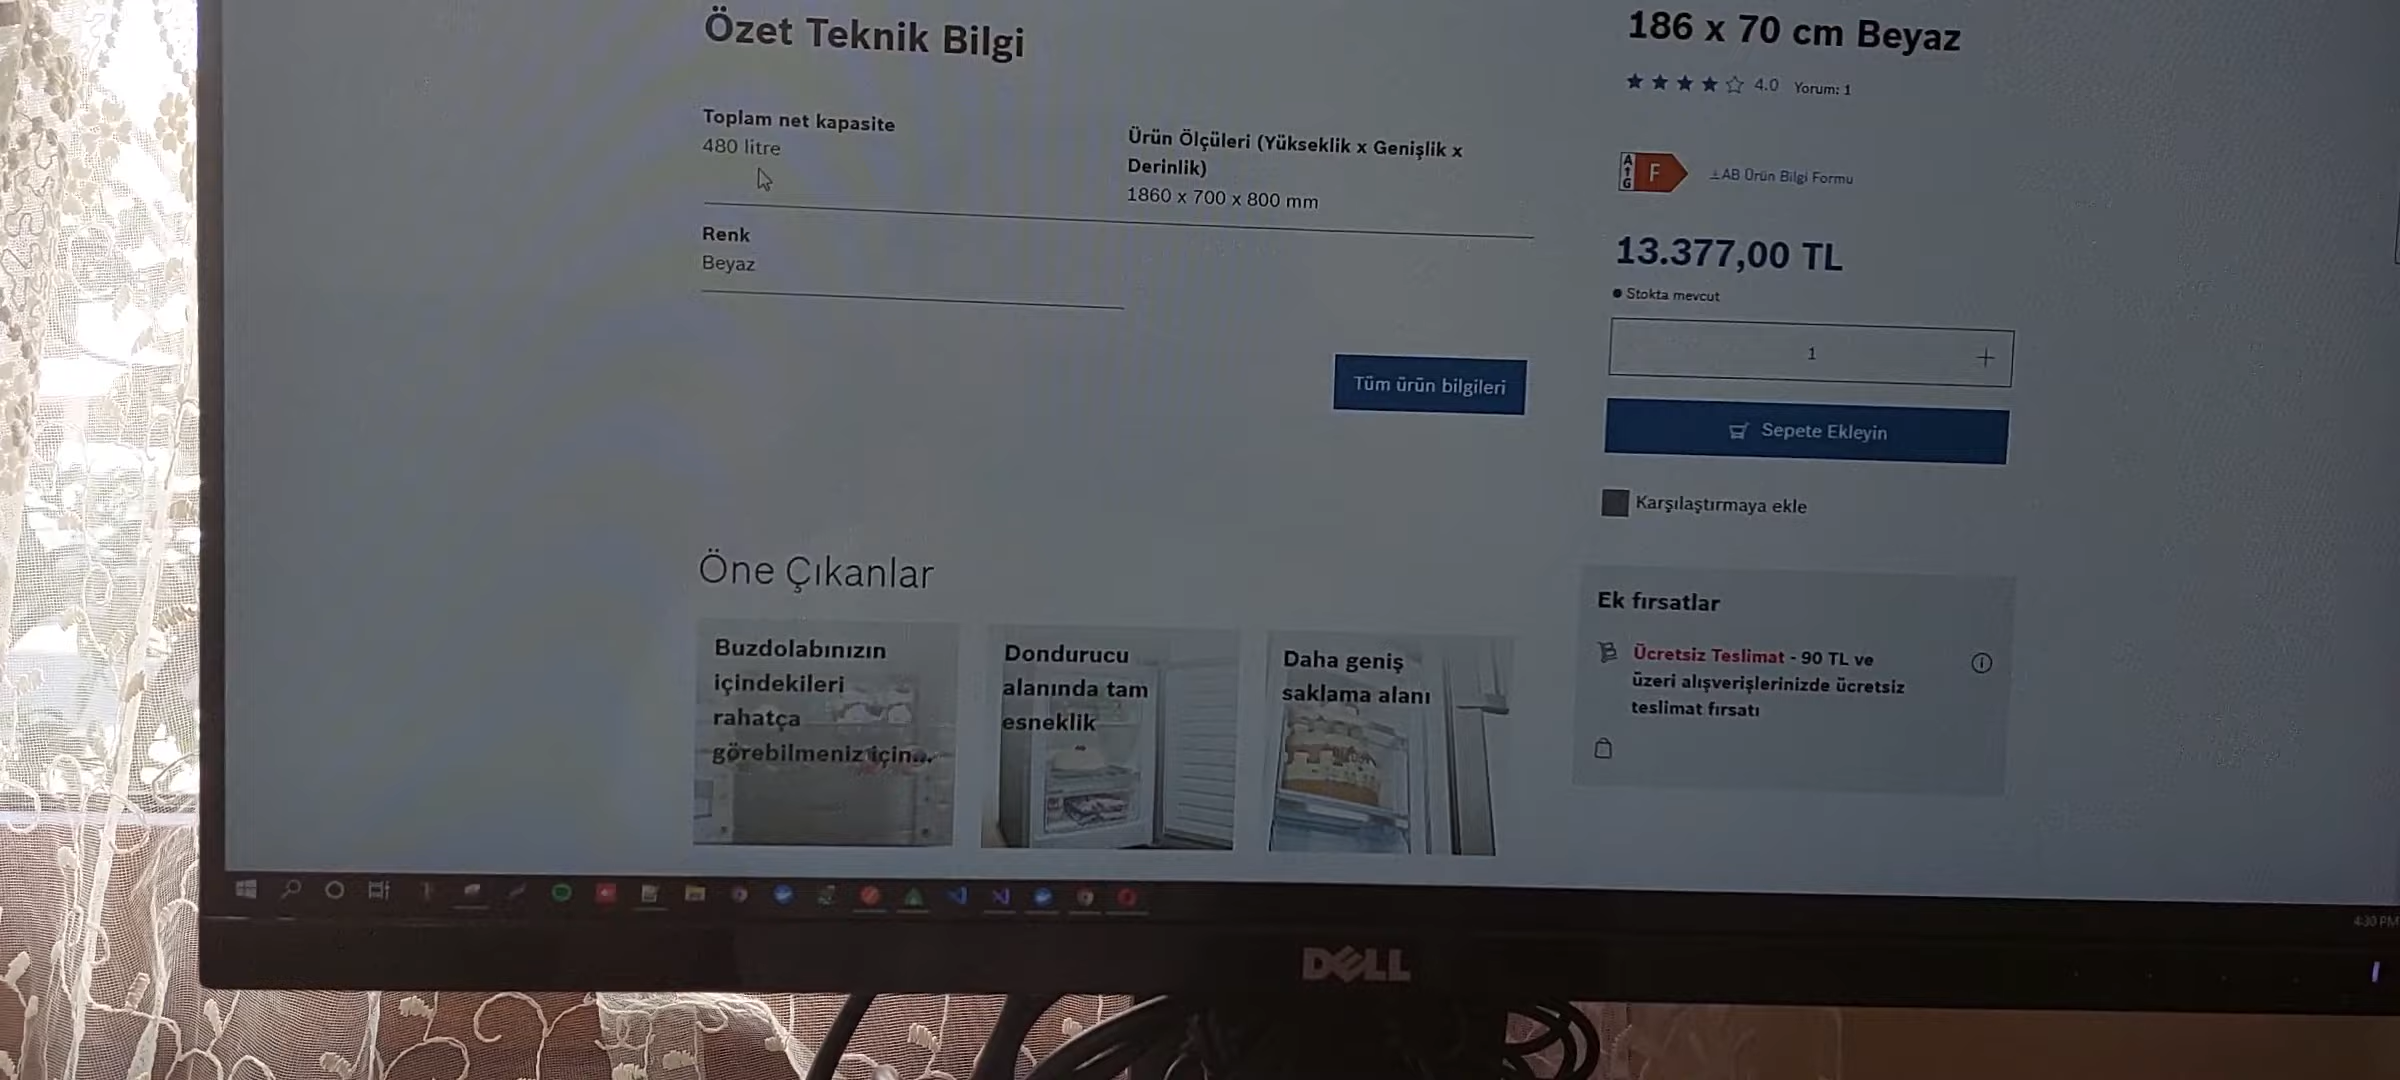 Özet Teknik Bilgi
Toplam net kapasite
480 litre
Ürün Ölçüleri (Yükseklik x Genişlik x
Derinlik)
1860 x 700 x 800 mm
Renk
Beyaz
Tüm ürün bilgileri
Öne Çıkanlar
Buzdolabınızın
içindekileri
rahatça
görebilmeniz için...
Dondurucu
alanında tam
esneklik
Daha geniş
saklama alanı
186 x 70 cm Beyaz
4.0 Yorum: 1
A
G
F
AB Ürün Bilgi Formu
13.377,00 TL
Stokta mevcut
1 +
Sepete Ekleyin
Karşılaştırmaya ekle
Ek fırsatlar
Ücretsiz Teslimat - 90 TL ve
üzeri alışverişlerinizde ücretsiz
teslimat fırsatı
4:30 PM
DELL